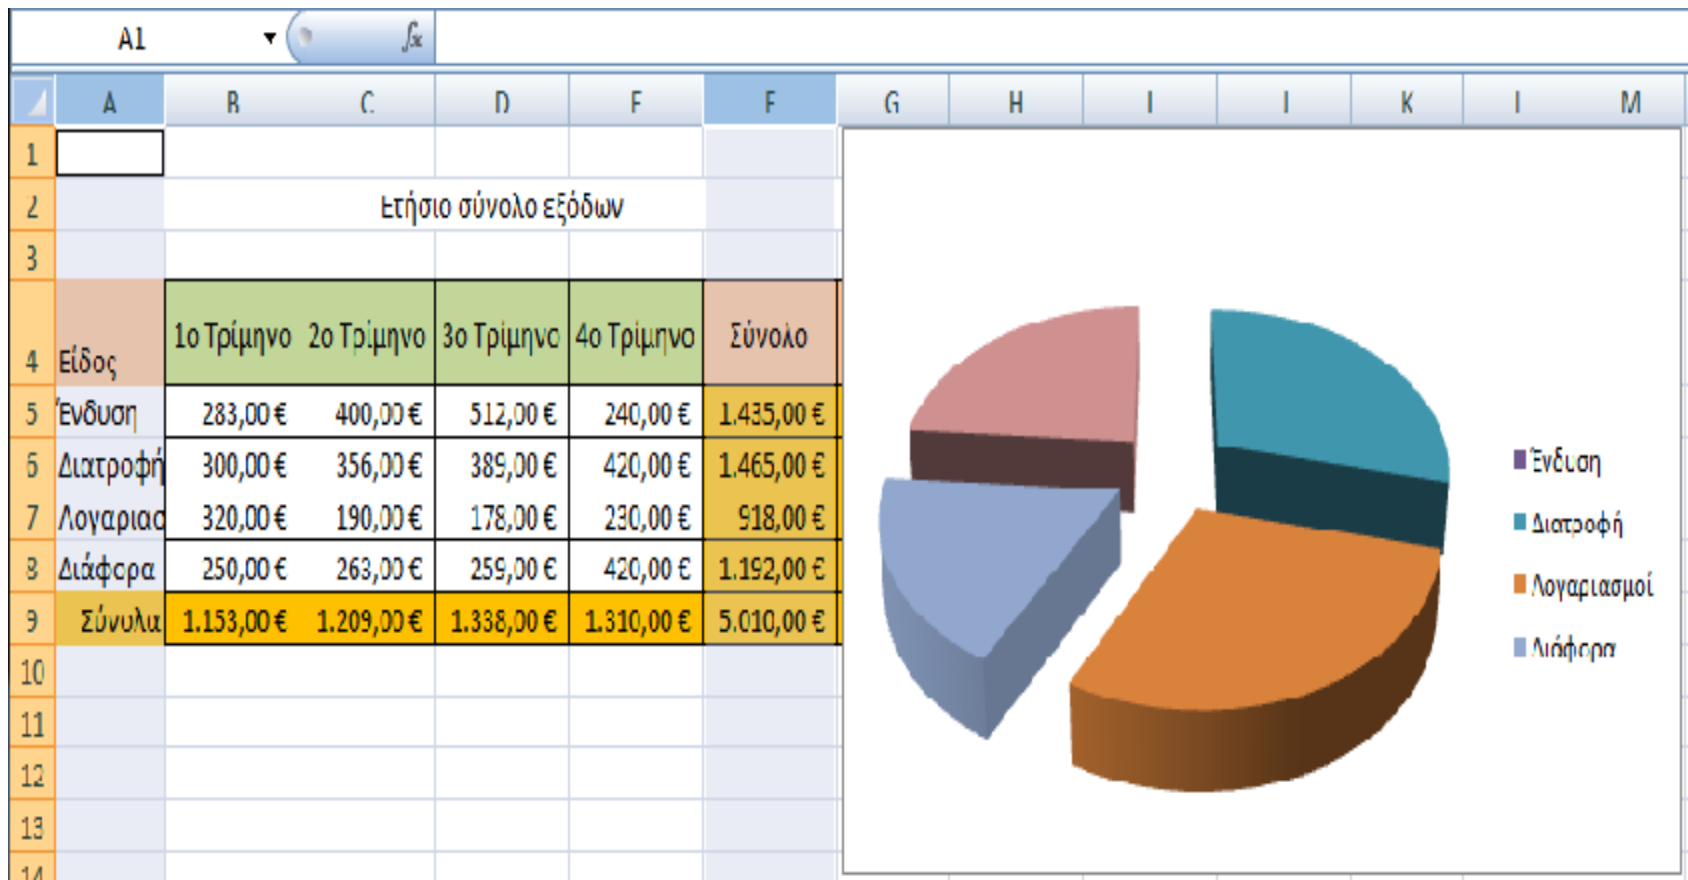 A1 fx
A B C D E F G H I J K L M
1
2 Ετήσιο σύνολο εξόδων
3
4 Είδος 1ο Τρίμηνο 2ο Τρίμηνο 3ο Τρίμηνο 4ο Τρίμηνο Σύνολο
5 Ένδυση 283,00 € 400,00 € 512,00 € 240,00 € 1.435,00 €
6 Διατροφή 300,00 € 356,00 € 389,00 € 420,00 € 1.465,00 €
7 Λογαριασ 320,00 € 190,00 € 178,00 € 230,00 € 918,00 €
8 Διάφορα 250,00 € 263,00 € 259,00 € 420,00 € 1.192,00 €
9 Σύνολα 1.153,00 € 1.209,00 € 1.338,00 € 1.310,00 € 5.010,00 €
10
11
12
13
14
Ένδυση
Διατροφή
Λογαριασμοί
Διάφορα